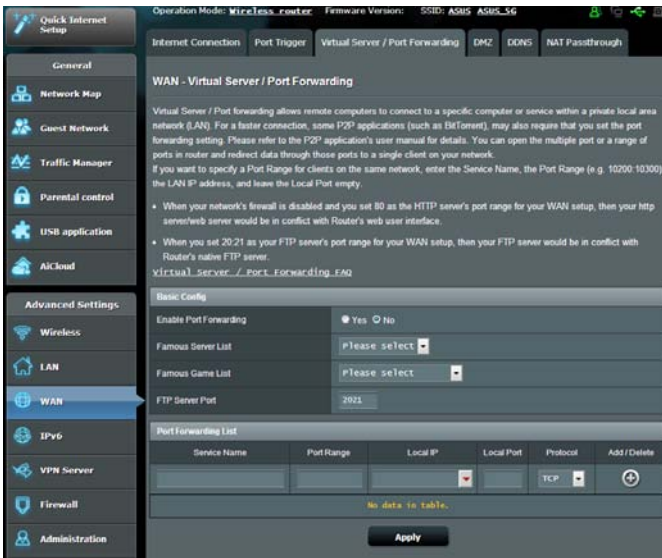 Quick Internet
Setup
Operation Mode: Wireless router Firmware Version: SSID: ASUS ASUS_5G
Internet Connection Port Trigger Virtual Server / Port Forwarding DMZ DDNS NAT Passthrough
General
Network Map
Guest Network
Traffic Manager
Parental control
USB application
AiCloud
Advanced Settings
Wireless
LAN
WAN
IPv6
VPN Server
Firewall
Administration
WAN - Virtual Server / Port Forwarding
Virtual Server / Port forwarding allows remote computers to connect to a specific computer or service within a private local area
network (LAN). For a faster connection, some P2P applications (such as BitTorrent), may also require that you set the port
forwarding setting. Please refer to the P2P application's user manual for details. You can open the multiple port or a range of
ports in router and redirect data through those ports to a single client on your network.
If you want to specify a Port Range for clients on the same network, enter the Service Name, the Port Range (e.g. 10200:10300)
the LAN IP address, and leave the Local Port empty.
• When your network's firewall is disabled and you set 80 as the HTTP server's port range for your WAN setup, then your http
server/web server would be in conflict with Router's web user interface.
• When you set 20:21 as your FTP server's port range for your WAN setup, then your FTP server would be in conflict with
Router's native FTP server.
Virtual Server / Port Forwarding FAQ
Basic Config
Enable Port Forwarding Yes No
Famous Server List Please select
Famous Game List Please select
FTP Server Port 2021
Port Forwarding List
Service Name Port Range Local IP Local Port Protocol Add / Delete
TCP
No data in table.
Apply